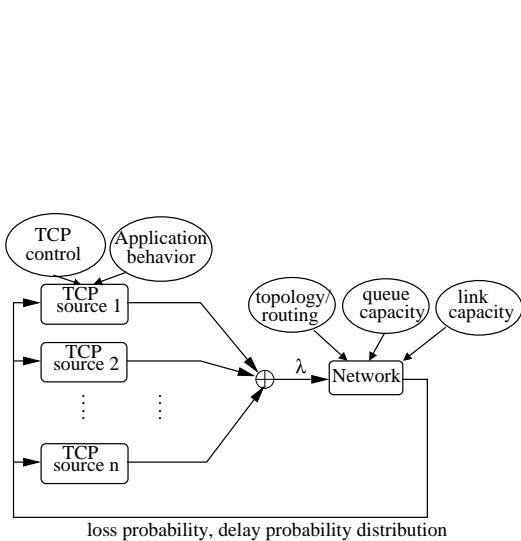 TCP
control
Application
behavior
TCP
source 1
topology/
routing
queue
capacity
link
capacity
TCP
source 2
λ
Network
TCP
source n
loss probability, delay probability distribution